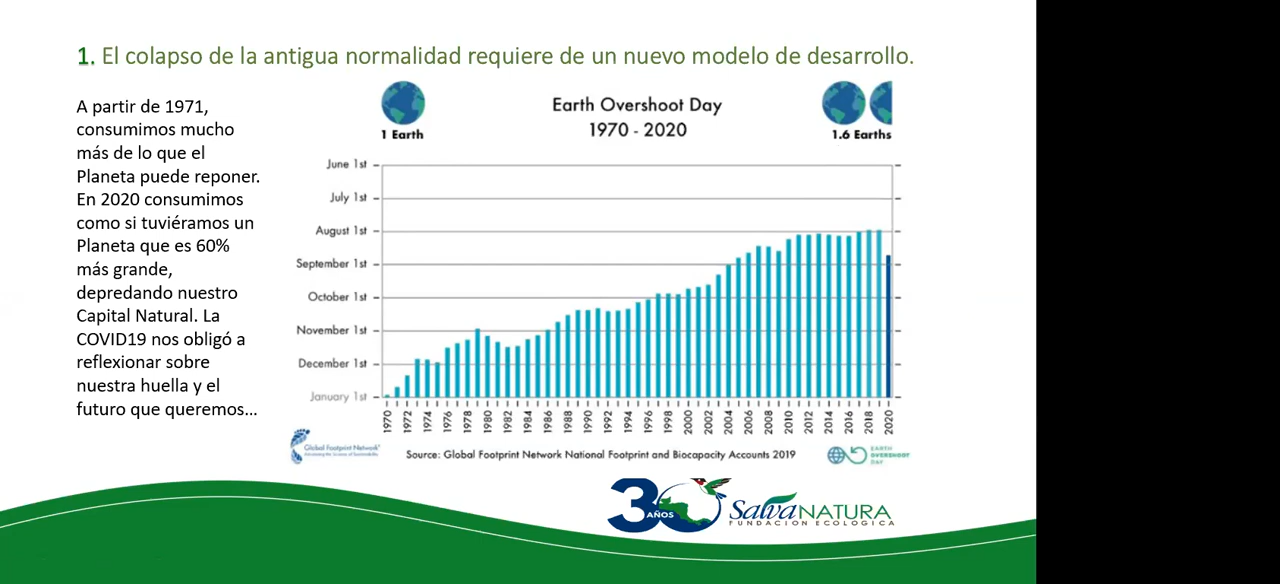 1. El colapso de la antigua normalidad requiere de un nuevo modelo de desarrollo.
A partir de 1971,
consumimos mucho
más de lo que el
Planeta puede reponer.
En 2020 consumimos
como si tuviéramos un
Planeta que es 60%
más grande,
depredando nuestro
Capital Natural. La
COVID19 nos obligó a
reflexionar sobre
nuestra huella y el
futuro que queremos...
1 Earth
Earth Overshoot Day
1970 - 2020
1.6 Earths
June 1st
July 1st
August 1st
September 1st
October 1st
November 1st
December 1st
January 1st
1970
1972
1974
1976
1978
1980
1982
1984
1986
1988
1990
1992
1994
1996
1998
2000
2002
2004
2006
2008
2010
2012
2014
2016
2018
2020
Global Footprint Network
Source: Global Footprint Network National Footprint and Biocapacity Accounts 2019
EARTH
OVERSHOOT
DAY
30
AÑOS
SalvaNATURA
FUNDACION ECOLOGICA